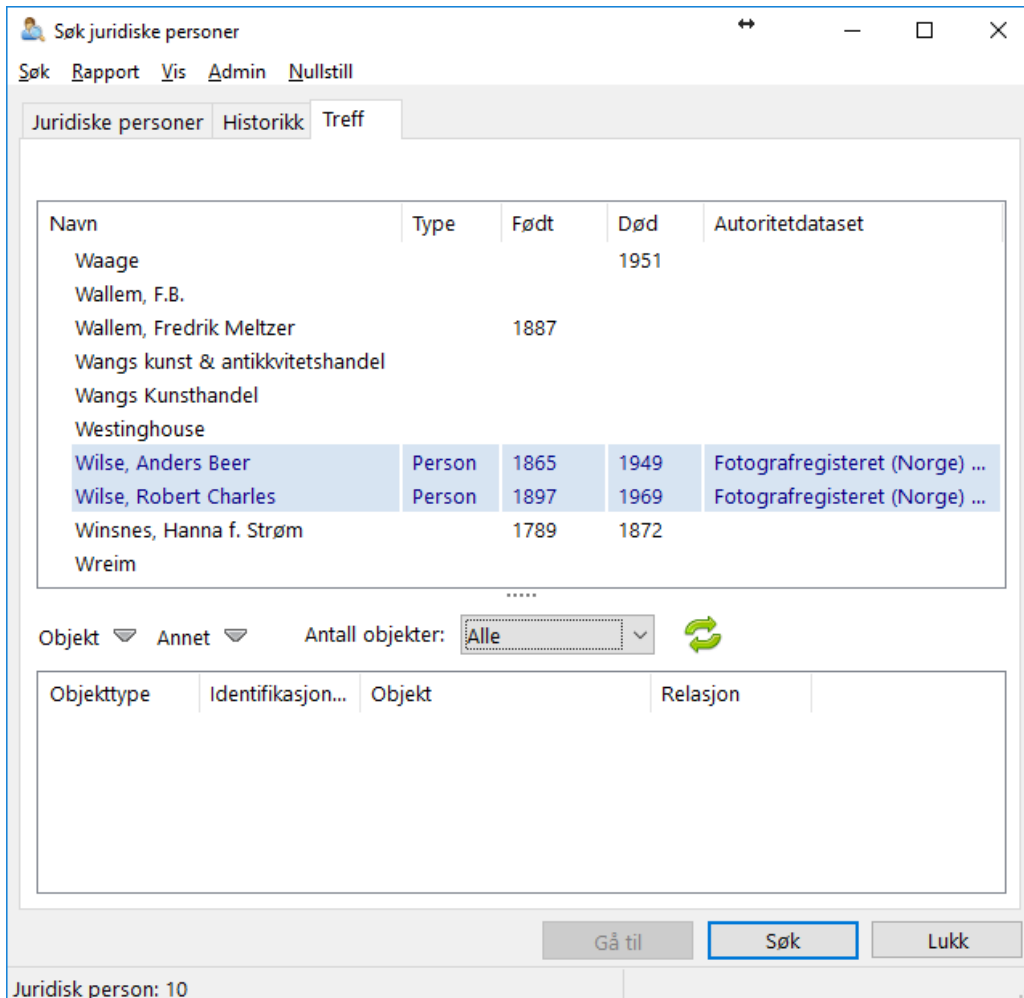 Søk juridiske personer
Søk Rapport Vis Admin Nullstill
Juridiske personer Historikk Treff
Navn Type Født Død Autoritetdataset
Waage 1951
Wallem, F.B.
Wallem, Fredrik Meltzer 1887
Wangs kunst & antikkvitetshandel
Wangs Kunsthandel
Westinghouse
Wilse, Anders Beer Person 1865 1949 Fotografregisteret (Norge) ...
Wilse, Robert Charles Person 1897 1969 Fotografregisteret (Norge) ...
Winsnes, Hanna f. Strøm 1789 1872
Wreim
Objekt Annet Antall objekter: Alle
Objekttype Identifikasjon... Objekt Relasjon
Gå til Søk Lukk
Juridisk person: 10